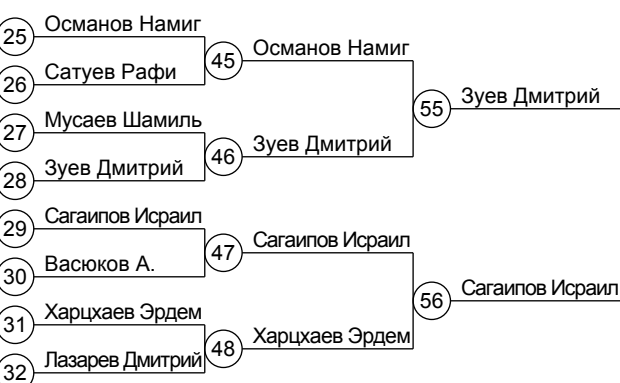 25 Османов Намиг
26 Сатуев Рафи
45 Османов Намиг
27 Мусаев Шамиль
28 Зуев Дмитрий
46 Зуев Дмитрий
55 Зуев Дмитрий
29 Сагаипов Исраил
30 Васюков А.
47 Сагаипов Исраил
31 Харцхаев Эрдем
32 Лазарев Дмитрий
48 Харцхаев Эрдем
56 Сагаипов Исраил